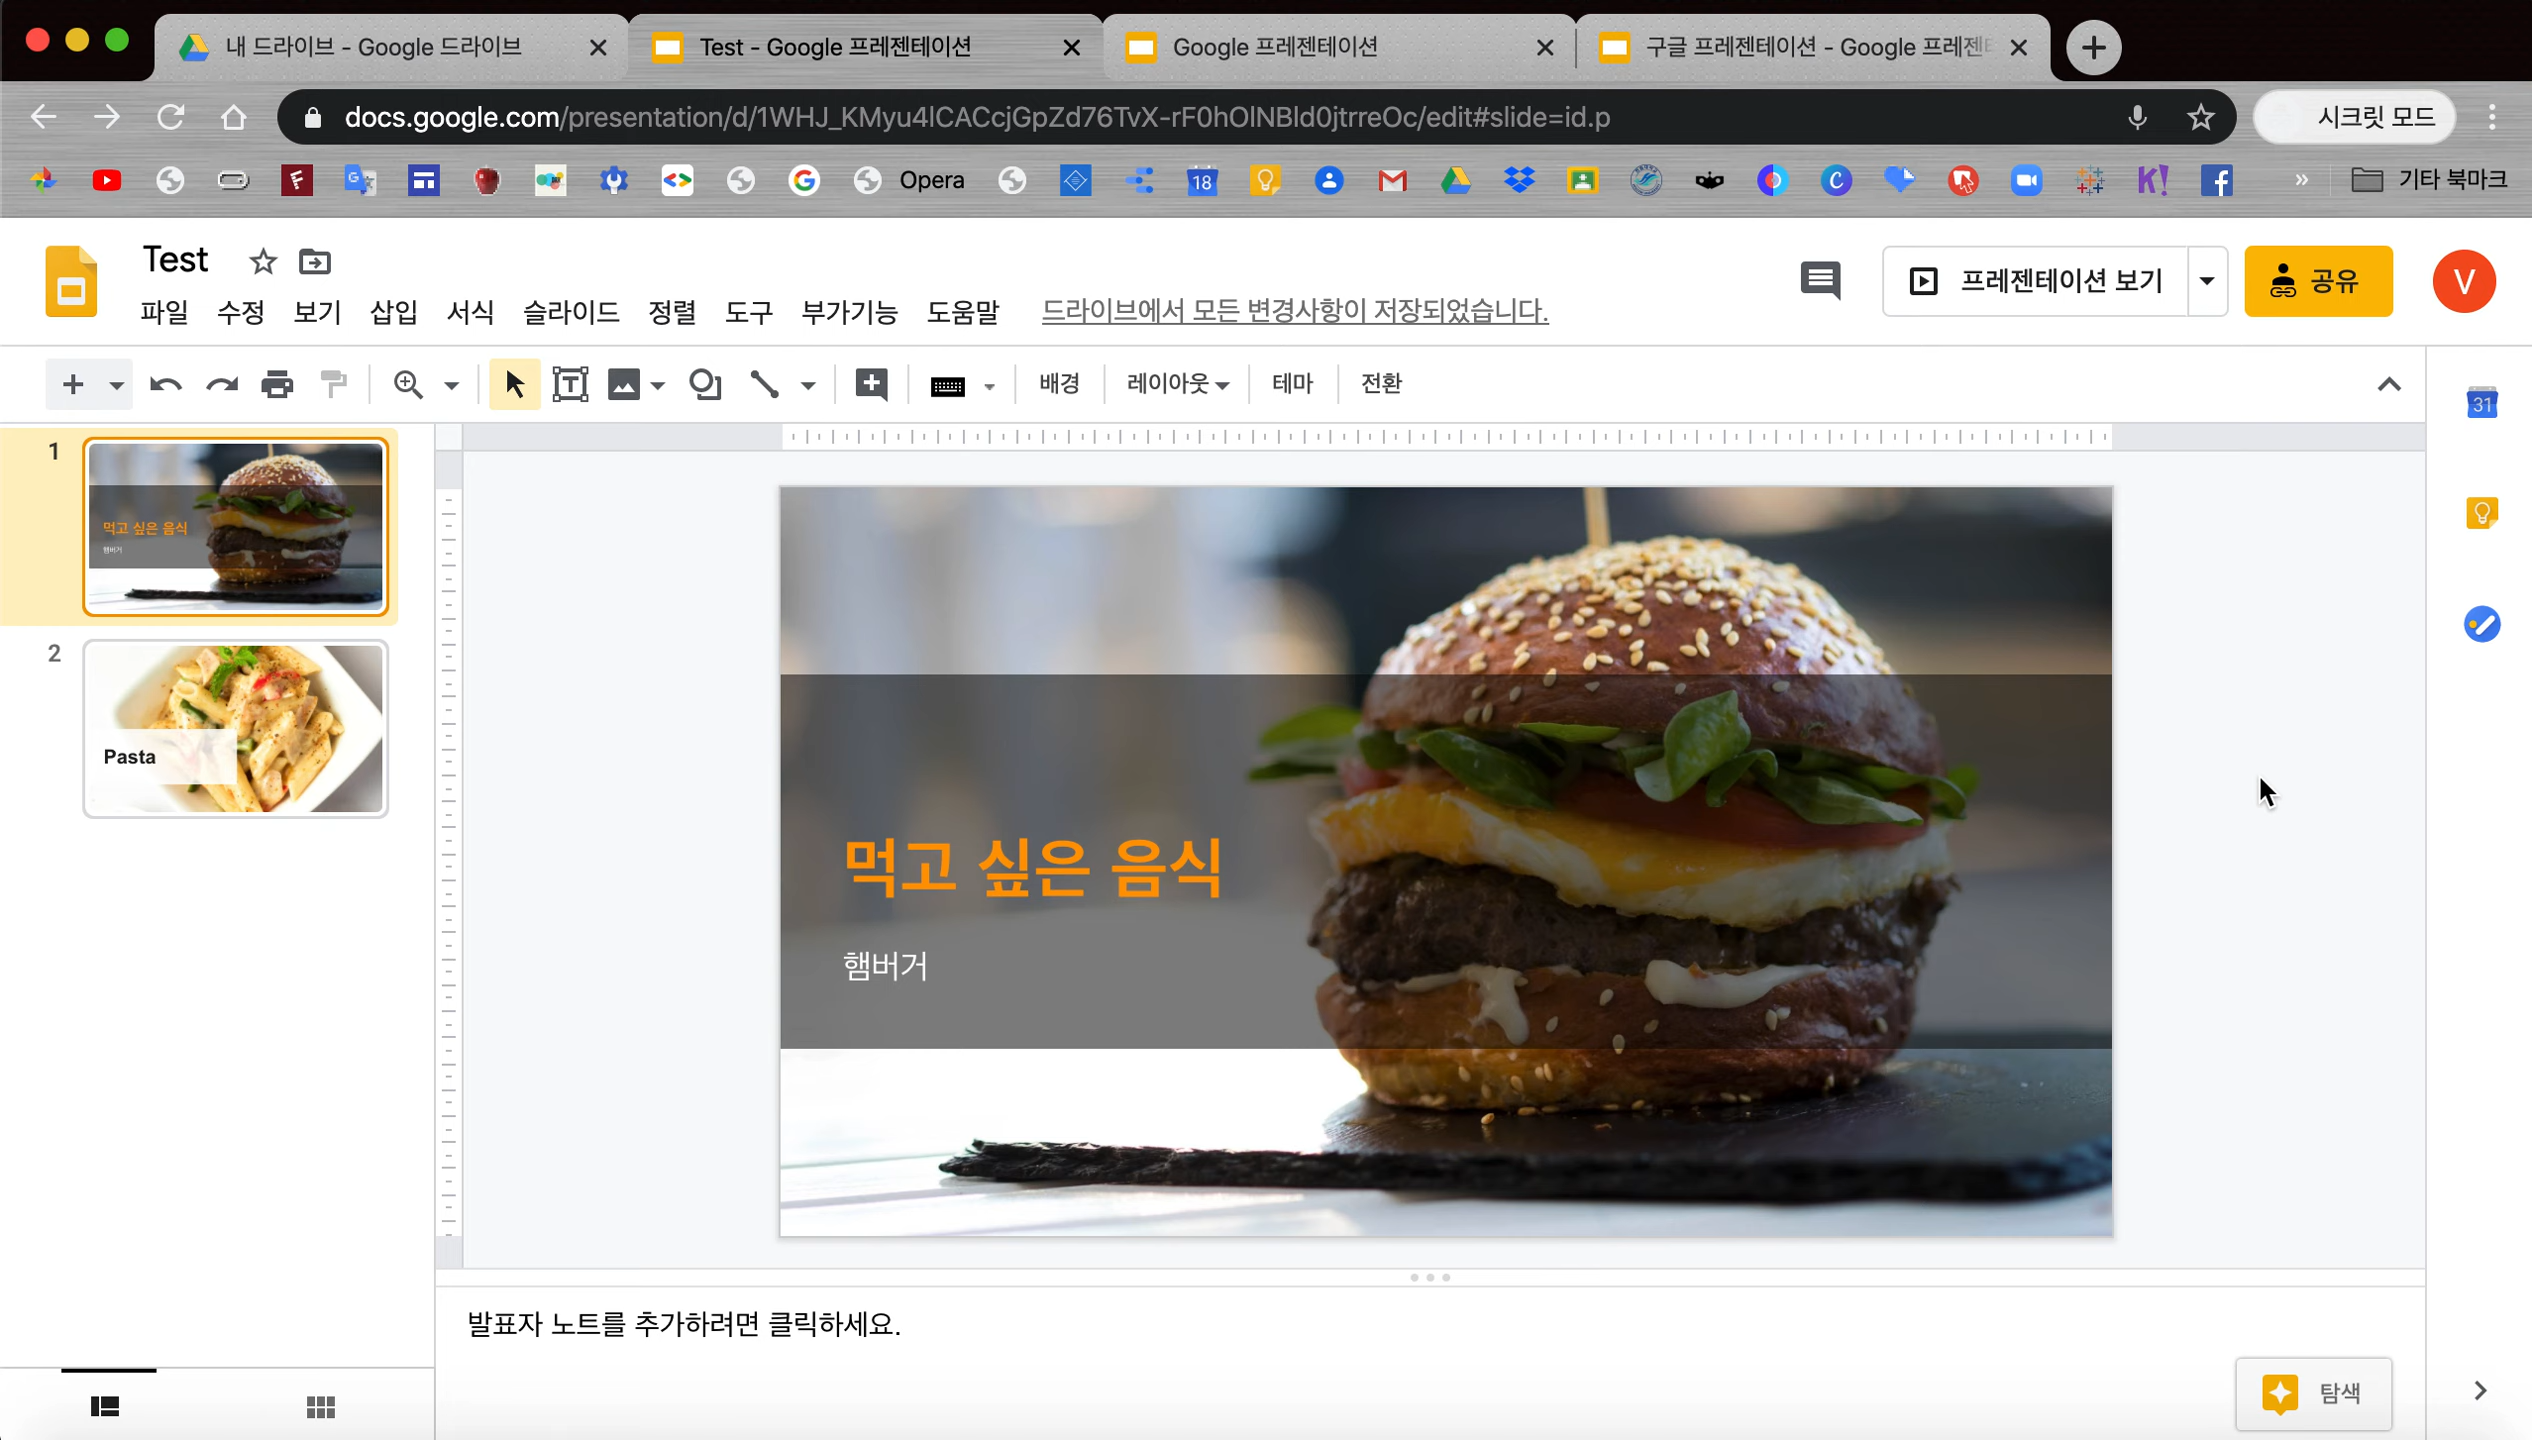 내 드라이브 - Google 드라이브
Test - Google 프레젠테이션
Google 프레젠테이션
구글 프레젠테이션 - Google 프레젠
docs.google.com/presentation/d/1WHJ_KMyu4lCACcjGpZd76TvX-rF0hOlNBld0jtrreOc/edit#slide=id.p
시크릿 모드
18
Opera
기타 북마크
Test
프레젠테이션 보기
공유
V
파일 수정 보기 삽입 서식 슬라이드 정렬 도구 부가기능 도움말 드라이브에서 모든 변경사항이 저장되었습니다.
배경 레이아웃 테마 전환
31
1
먹고 싶은 음식
햄버거
2
Pasta
먹고 싶은 음식
햄버거
발표자 노트를 추가하려면 클릭하세요.
탐색